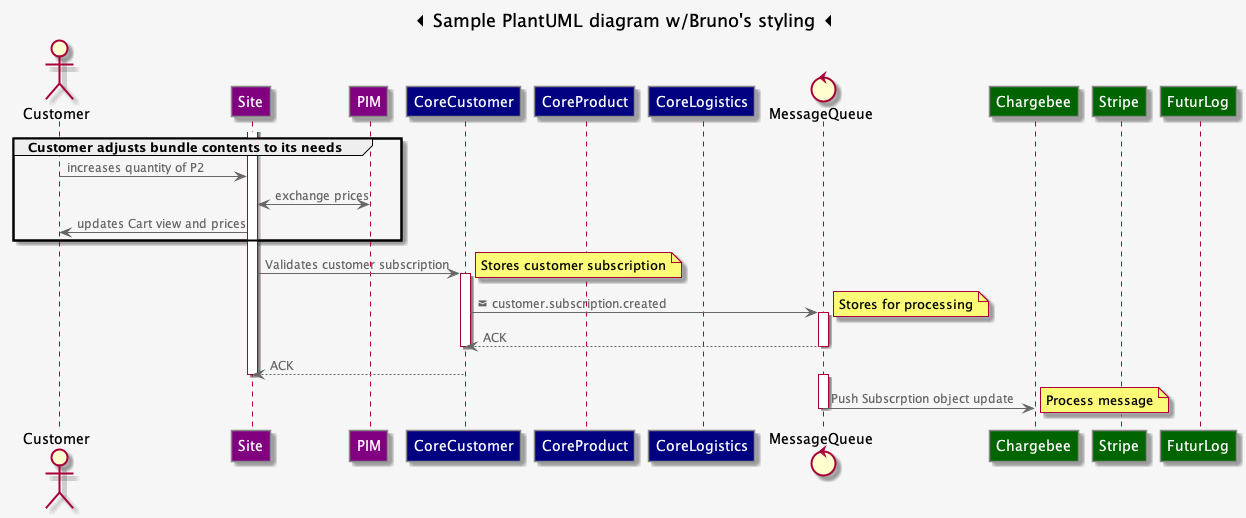 Sample PlantUML diagram w/Bruno's styling
Customer
Site
PIM
CoreCustomer
CoreProduct
CoreLogistics
MessageQueue
Chargebee
Stripe
FuturLog
Customer adjusts bundle contents to its needs
increases quantity of P2
exchange prices
updates Cart view and prices
Validates customer subscription
Stores customer subscription
customer.subscription.created
Stores for processing
ACK
ACK
Push Subscrption object update
Process message
Customer
Site
PIM
CoreCustomer
CoreProduct
CoreLogistics
MessageQueue
Chargebee
Stripe
FuturLog